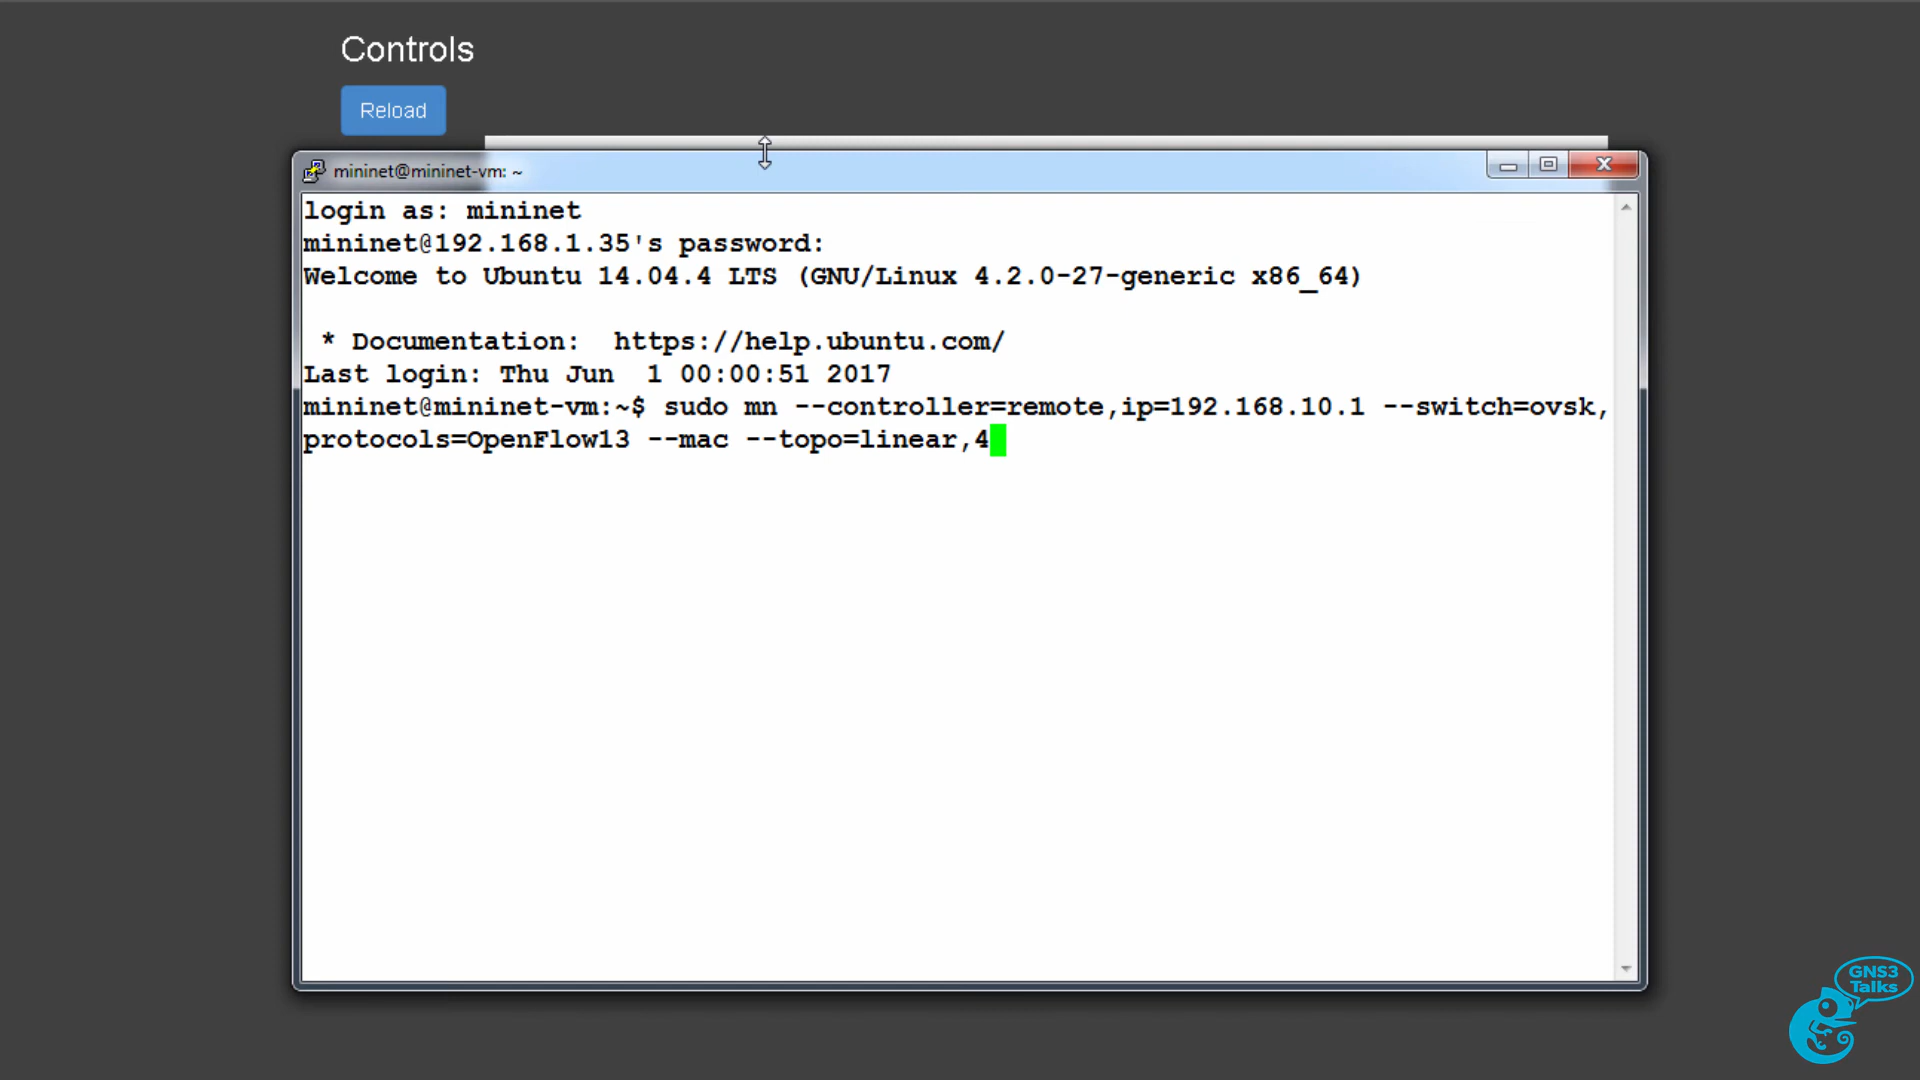 Controls
Reload
mininet@mininet-vm: ~
login as: mininet
mininet@192.168.1.35's password:
Welcome to Ubuntu 14.04.4 LTS (GNU/Linux 4.2.0-27-generic x86_64)
* Documentation:  https://help.ubuntu.com/
Last login: Thu Jun  1 00:00:51 2017
mininet@mininet-vm:~$ sudo mn --controller=remote,ip=192.168.10.1 --switch=ovsk,
protocols=OpenFlow13 --mac --topo=linear,4
GNS3
Talks